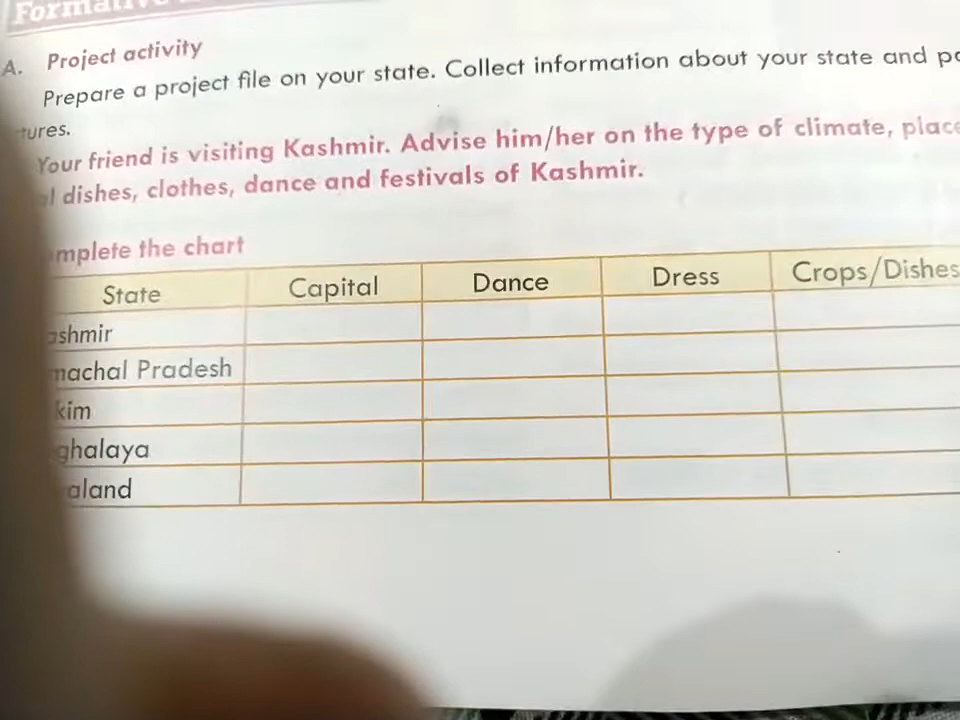 A. Project activity
Prepare a project file on your state. Collect information about your state and
tures.
Your friend is visiting Kashmir. Advise him/her on the type of climate,
dishes, clothes, dance and festivals of Kashmir.
mplete the chart
State Capital Dance Dress Crops/Dishes
shmir
machal Pradesh
kim
ghalaya
aland